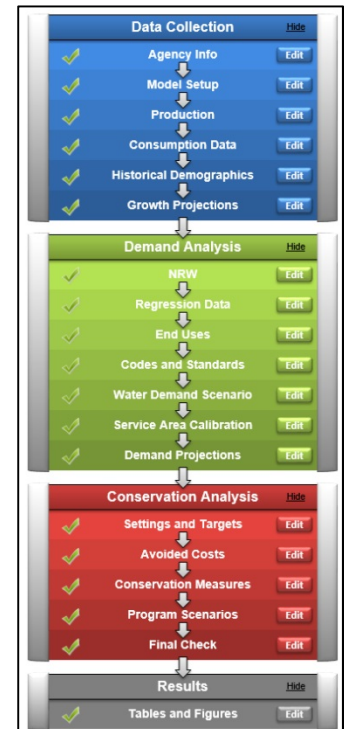 Data Collection Hide
Agency Info Edit
Model Setup Edit
Production Edit
Consumption Data Edit
Historical Demographics Edit
Growth Projections Edit
Demand Analysis Hide
NRW Edit
Regression Data Edit
End Uses Edit
Codes and Standards Edit
Water Demand Scenario Edit
Service Area Calibration Edit
Demand Projections Edit
Conservation Analysis Hide
Settings and Targets Edit
Avoided Costs Edit
Conservation Measures Edit
Program Scenarios Edit
Final Check Edit
Results Hide
Tables and Figures Edit